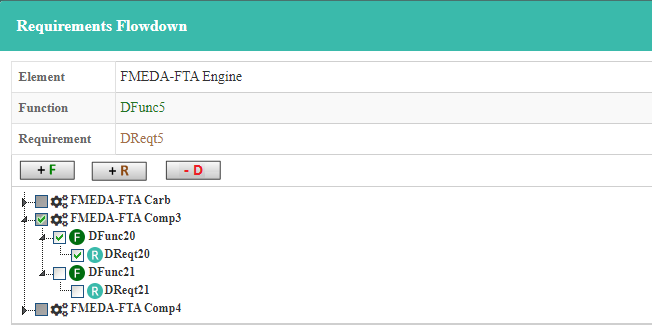 Requirements Flowdown
Element FMEDA-FTA Engine
Function DFunc5
Requirement DReqt5
+ F + R - D
FMEDA-FTA Carb
FMEDA-FTA Comp3
F DFunc20
R DReqt20
F DFunc21
R DReqt21
FMEDA-FTA Comp4